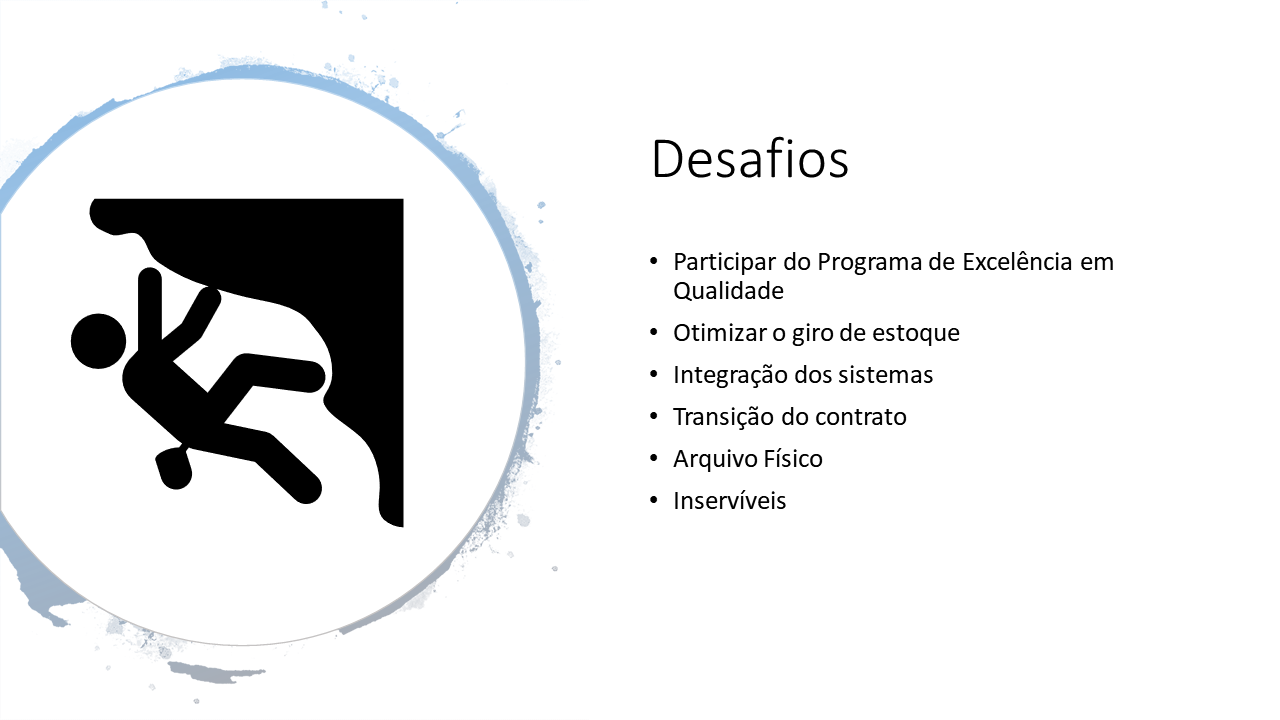 Desafios
• Participar do Programa de Excelência em
Qualidade
• Otimizar o giro de estoque
• Integração dos sistemas
• Transição do contrato
• Arquivo Físico
• Inservíveis